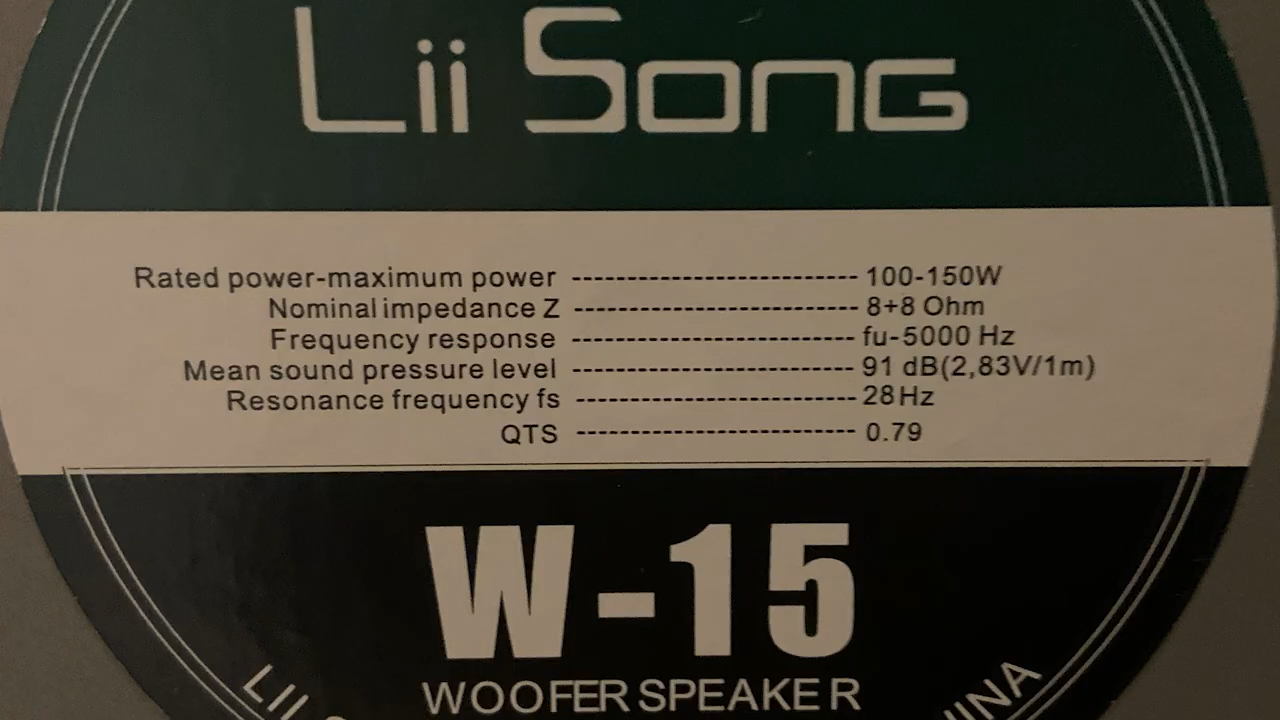 Lii Song
Rated power-maximum power --------------------------- 100-150W
Nominal impedance Z --------------------------- 8+8 Ohm
Frequency response --------------------------- fu-5000 Hz
Mean sound pressure level --------------------------- 91 dB(2,83V/1m)
Resonance frequency fs --------------------------- 28Hz
QTS --------------------------- 0.79
W-15
WOOFER SPEAKER
LII